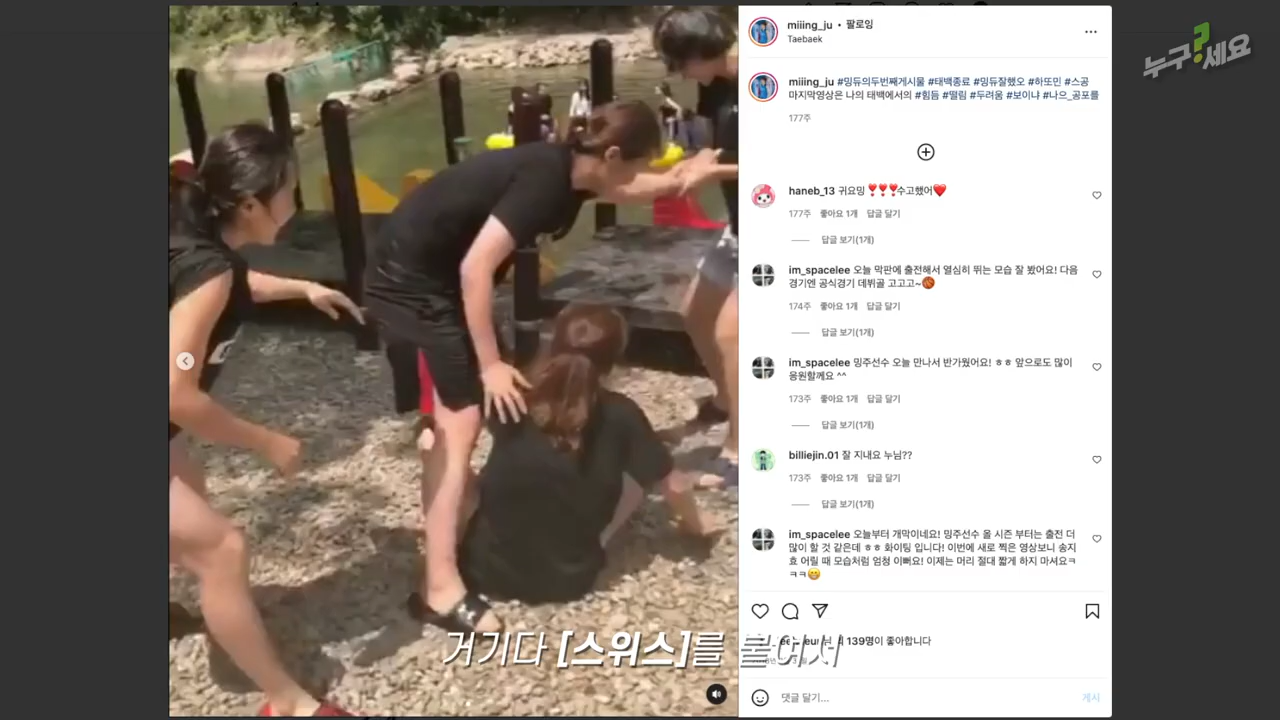 누구?세요
miiing_ju • 팔로잉
Taebaek
miiing_ju #밍듀의두번째게시물 #태백종료 #밍듀잘했오 #하또민 #스공
마지막영상은 나의 태백에서의 #힘듬 #떨림 #두려움 #보이냐 #나으_공포를
177주
haneb_13 귀요밍 ❣️❣️❣️수고했어❤️
177주 좋아요 1개 답글 달기
답글 보기(1개)
im_spacelee 오늘 막판에 출전해서 열심히 뛰는 모습 잘 봤어요! 다음
경기엔 공식경기 데뷔골 고고고~🏀
174주 좋아요 1개 답글 달기
답글 보기(1개)
im_spacelee 밍주선수 오늘 만나서 반가웠어요! ㅎㅎ 앞으로도 많이
응원할께요 ^^
173주 좋아요 1개 답글 달기
답글 보기(1개)
billiejin.01 잘 지내요 누님??
173주 좋아요 1개 답글 달기
답글 보기(1개)
im_spacelee 오늘부터 개막이네요! 밍주선수 올 시즌 부터는 출전 더
많이 할 것 같은데 ㅎㅎ 화이팅 입니다! 이번에 새로 찍은 영상보니 송지
효 어릴 때 모습처럼 엄청 이뻐요! 이제는 머리 절대 짧게 하지 마셔요ㅋ
ㅋㅋ😁
139명이 좋아합니다
거기다 [스위스]를 붙여서
댓글 달기...
게시